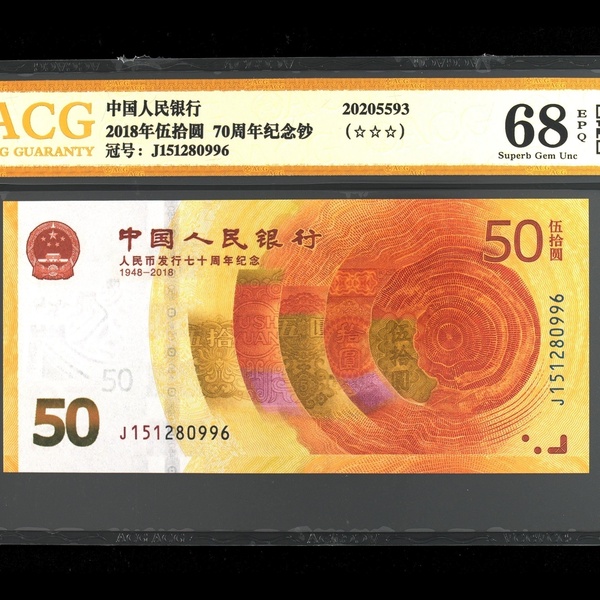 ACG
NG GUARANTY
中国人民银行
20205593
2018年伍拾圆 70周年纪念钞
(☆☆☆)
冠号: J151280996
68
EPQ
Superb Gem Unc
中国人民银行
人民币发行七十周年纪念
1948-2018
50
伍拾圆
J151280996
50
50
J151280996